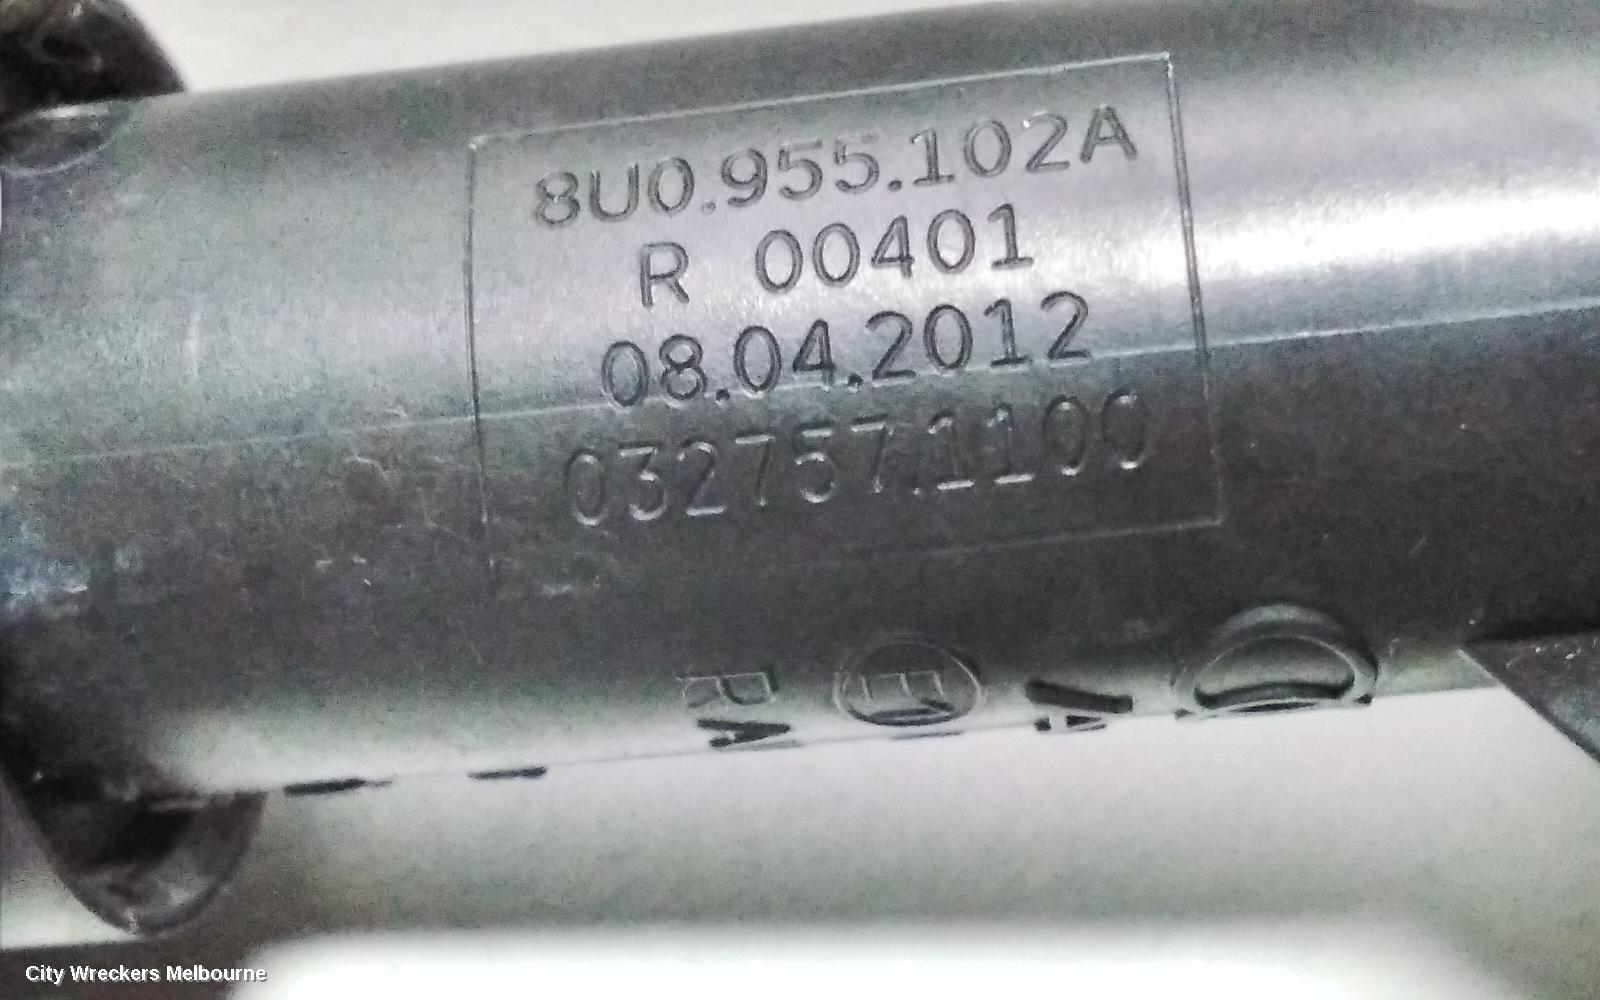 8U0.955.102A
R 00401
08.04.2012
032757.1100
City Wreckers Melbourne